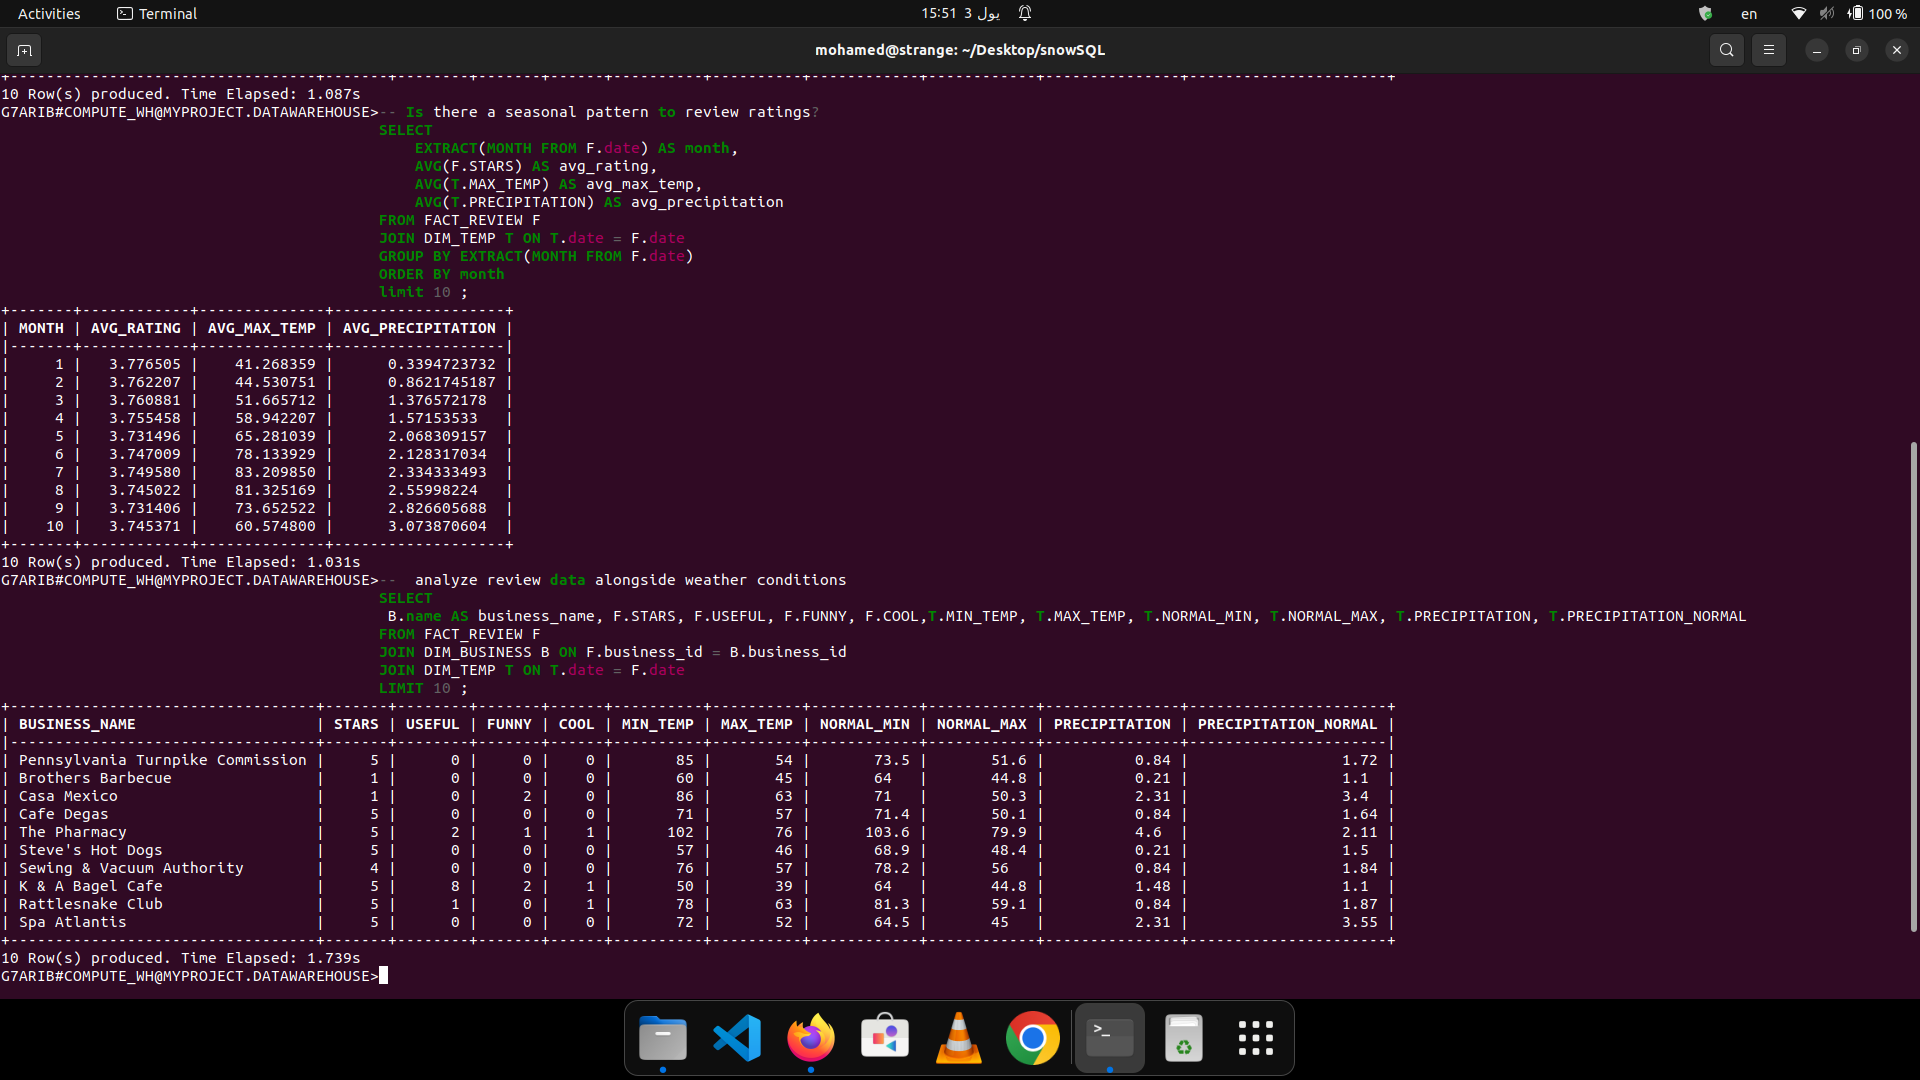 Activities Terminal 15:51 3 يول en 100 %
mohamed@strange: ~/Desktop/snowSQL
+----------------------------------+-------+--------+-------+------+----------+----------+------------+------------+---------------+----------------------+
10 Row(s) produced. Time Elapsed: 1.087s
G7ARIB#COMPUTE_WH@MYPROJECT.DATAWAREHOUSE>-- Is there a seasonal pattern to review ratings?
SELECT
EXTRACT(MONTH FROM F.date) AS month,
AVG(F.STARS) AS avg_rating,
AVG(T.MAX_TEMP) AS avg_max_temp,
AVG(T.PRECIPITATION) AS avg_precipitation
FROM FACT_REVIEW F
JOIN DIM_TEMP T ON T.date = F.date
GROUP BY EXTRACT(MONTH FROM F.date)
ORDER BY month
limit 10 ;
+-------+------------+--------------+-------------------+
| MONTH | AVG_RATING | AVG_MAX_TEMP | AVG_PRECIPITATION |
|-------+------------+--------------+-------------------|
| 1 | 3.776505 | 41.268359 | 0.3394723732 |
| 2 | 3.762207 | 44.530751 | 0.8621745187 |
| 3 | 3.760881 | 51.665712 | 1.376572178 |
| 4 | 3.755458 | 58.942207 | 1.57153533 |
| 5 | 3.731496 | 65.281039 | 2.068309157 |
| 6 | 3.747009 | 78.133929 | 2.128317034 |
| 7 | 3.749580 | 83.209850 | 2.334333493 |
| 8 | 3.745022 | 81.325169 | 2.55998224 |
| 9 | 3.731406 | 73.652522 | 2.826605688 |
| 10 | 3.745371 | 60.574800 | 3.073870604 |
+-------+------------+--------------+-------------------+
10 Row(s) produced. Time Elapsed: 1.031s
G7ARIB#COMPUTE_WH@MYPROJECT.DATAWAREHOUSE>-- analyze review data alongside weather conditions
SELECT
B.name AS business_name, F.STARS, F.USEFUL, F.FUNNY, F.COOL,T.MIN_TEMP, T.MAX_TEMP, T.NORMAL_MIN, T.NORMAL_MAX, T.PRECIPITATION, T.PRECIPITATION_NORMAL
FROM FACT_REVIEW F
JOIN DIM_BUSINESS B ON F.business_id = B.business_id
JOIN DIM_TEMP T ON T.date = F.date
LIMIT 10 ;
+----------------------------------+-------+--------+-------+------+----------+----------+------------+------------+---------------+----------------------+
| BUSINESS_NAME | STARS | USEFUL | FUNNY | COOL | MIN_TEMP | MAX_TEMP | NORMAL_MIN | NORMAL_MAX | PRECIPITATION | PRECIPITATION_NORMAL |
|----------------------------------+-------+--------+-------+------+----------+----------+------------+------------+---------------+----------------------|
| Pennsylvania Turnpike Commission | 5 | 0 | 0 | 0 | 85 | 54 | 73.5 | 51.6 | 0.84 | 1.72 |
| Brothers Barbecue | 1 | 0 | 0 | 0 | 60 | 45 | 64 | 44.8 | 0.21 | 1.1 |
| Casa Mexico | 1 | 0 | 2 | 0 | 86 | 63 | 71 | 50.3 | 2.31 | 3.4 |
| Cafe Degas | 5 | 0 | 0 | 0 | 71 | 57 | 71.4 | 50.1 | 0.84 | 1.64 |
| The Pharmacy | 5 | 2 | 1 | 1 | 102 | 76 | 103.6 | 79.9 | 4.6 | 2.11 |
| Steve's Hot Dogs | 5 | 0 | 0 | 0 | 57 | 46 | 68.9 | 48.4 | 0.21 | 1.5 |
| Sewing & Vacuum Authority | 4 | 0 | 0 | 0 | 76 | 57 | 78.2 | 56 | 0.84 | 1.84 |
| K & A Bagel Cafe | 5 | 8 | 2 | 1 | 50 | 39 | 64 | 44.8 | 1.48 | 1.1 |
| Rattlesnake Club | 5 | 1 | 0 | 1 | 78 | 63 | 81.3 | 59.1 | 0.84 | 1.87 |
| Spa Atlantis | 5 | 0 | 0 | 0 | 72 | 52 | 64.5 | 45 | 2.31 | 3.55 |
+----------------------------------+-------+--------+-------+------+----------+----------+------------+------------+---------------+----------------------+
10 Row(s) produced. Time Elapsed: 1.739s
G7ARIB#COMPUTE_WH@MYPROJECT.DATAWAREHOUSE>